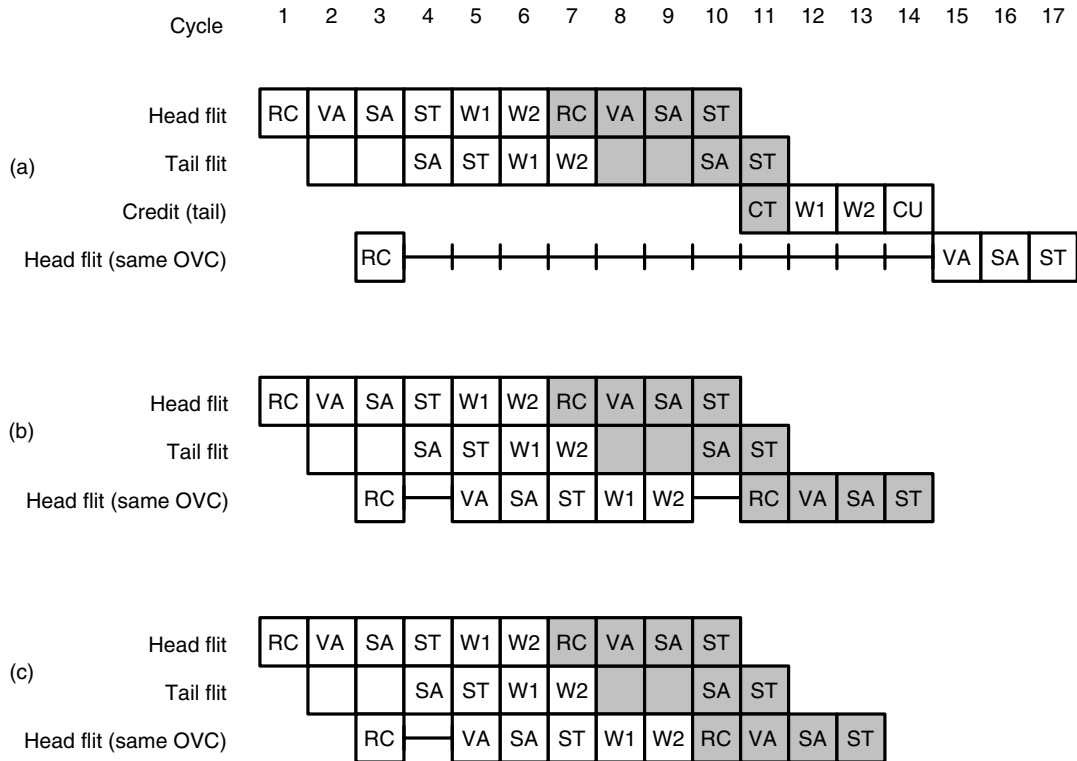 Cycle 1 2 3 4 5 6 7 8 9 10 11 12 13 14 15 16 17
(a)
Head flit RC VA SA ST W1 W2 RC VA SA ST
Tail flit SA ST W1 W2 SA ST
Credit (tail) CT W1 W2 CU
Head flit (same OVC) RC VA SA ST
(b)
Head flit RC VA SA ST W1 W2 RC VA SA ST
Tail flit SA ST W1 W2 SA ST
Head flit (same OVC) RC VA SA ST W1 W2 RC VA SA ST
(c)
Head flit RC VA SA ST W1 W2 RC VA SA ST
Tail flit SA ST W1 W2 SA ST
Head flit (same OVC) RC VA SA ST W1 W2 RC VA SA ST